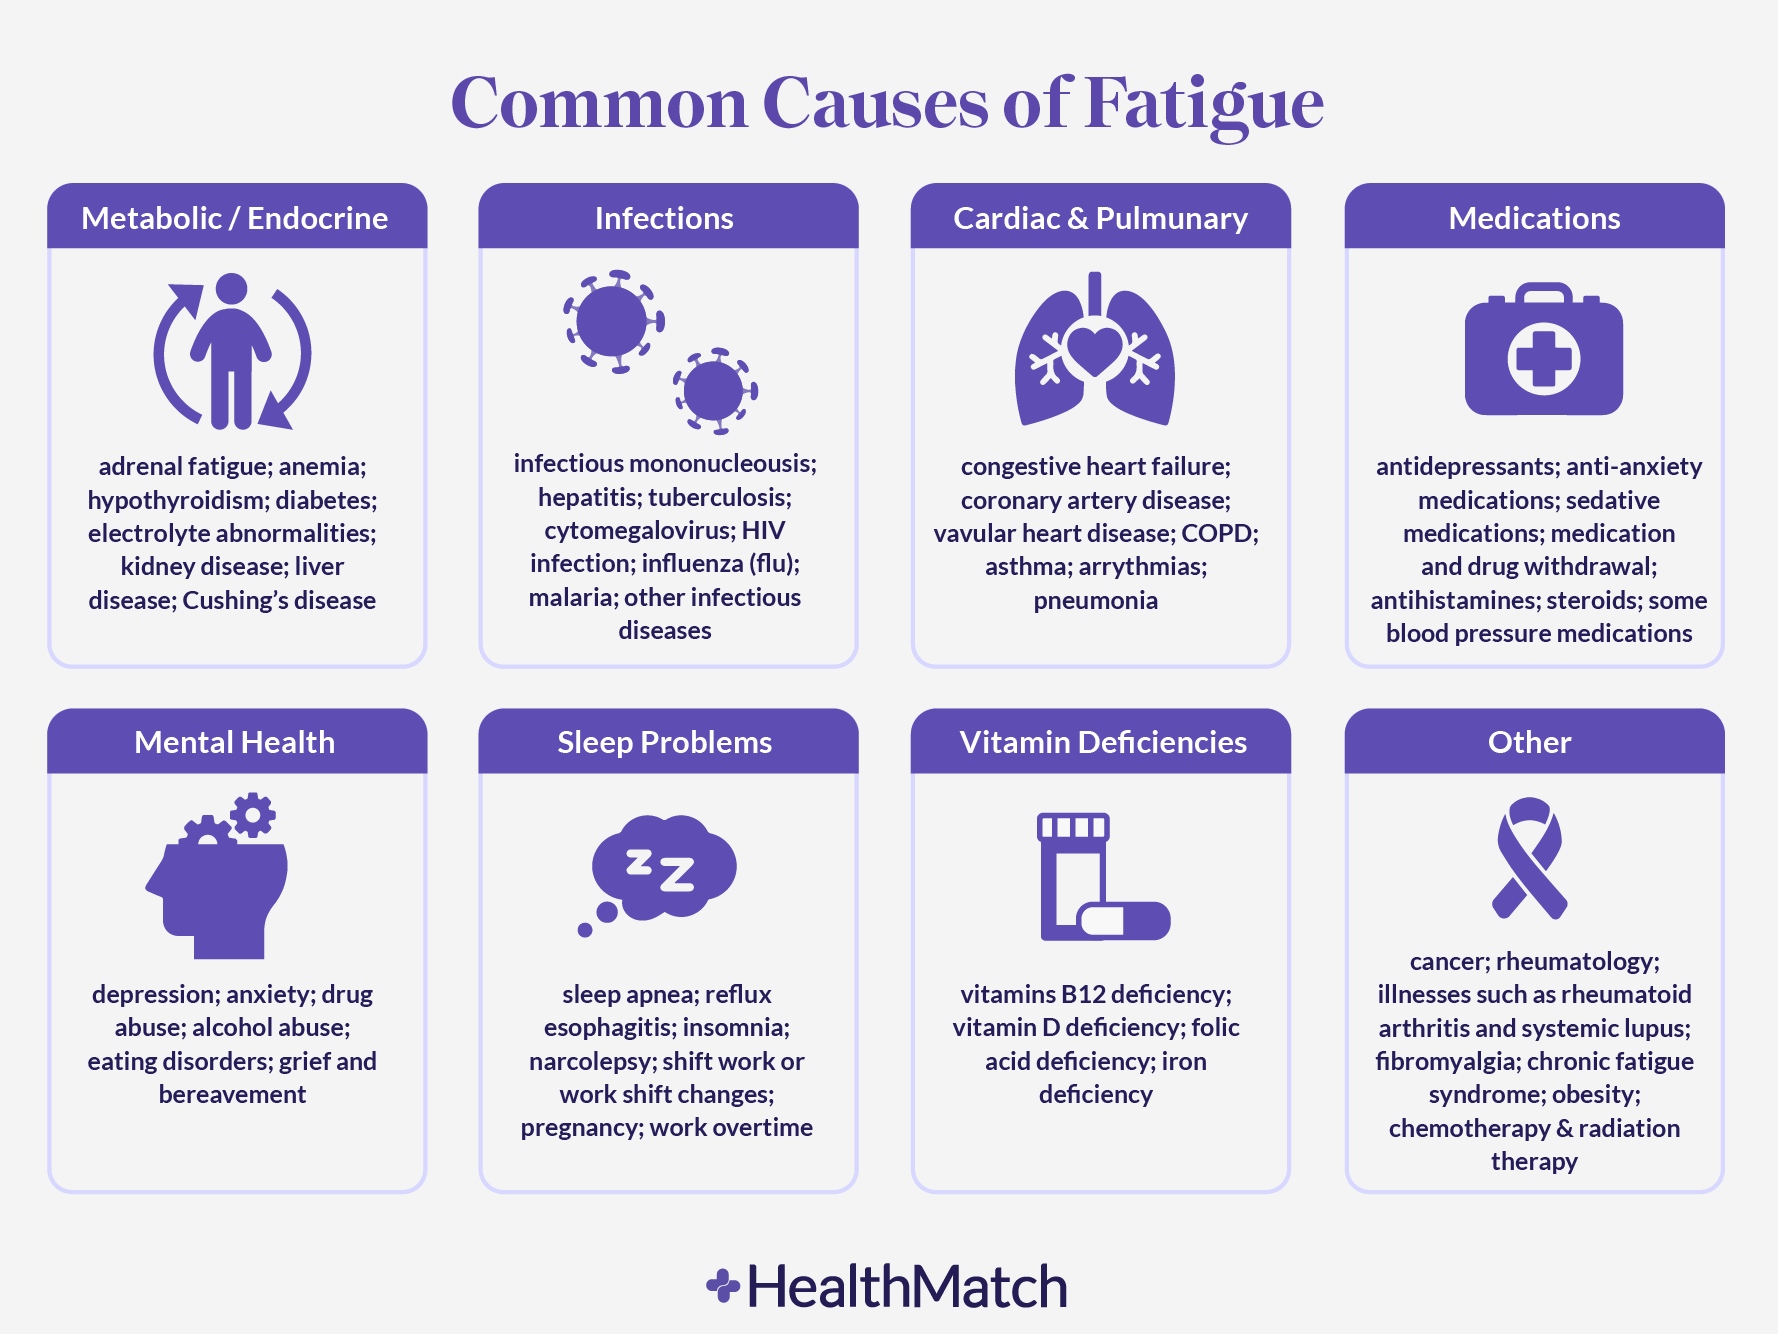 Common Causes of Fatigue
Metabolic / Endocrine
adrenal fatigue; anemia;
hypothyroidism; diabetes;
electrolyte abnormalities;
kidney disease; liver
disease; Cushing’s disease
Infections
infectious mononucleousis;
hepatitis; tuberculosis;
cytomegalovirus; HIV
infection; influenza (flu);
malaria; other infectious
diseases
Cardiac & Pulmunary
congestive heart failure;
coronary artery disease;
vavular heart disease; COPD;
asthma; arrythmias;
pneumonia
Medications
antidepressants; anti-anxiety
medications; sedative
medications; medication
and drug withdrawal;
antihistamines; steroids; some
blood pressure medications
Mental Health
depression; anxiety; drug
abuse; alcohol abuse;
eating disorders; grief and
bereavement
Sleep Problems
zz
sleep apnea; reflux
esophagitis; insomnia;
narcolepsy; shift work or
work shift changes;
pregnancy; work overtime
Vitamin Deficiencies
vitamins B12 deficiency;
vitamin D deficiency; folic
acid deficiency; iron
deficiency
Other
cancer; rheumatology;
illnesses such as rheumatoid
arthritis and systemic lupus;
fibromyalgia; chronic fatigue
syndrome; obesity;
chemotherapy & radiation
therapy
HealthMatch